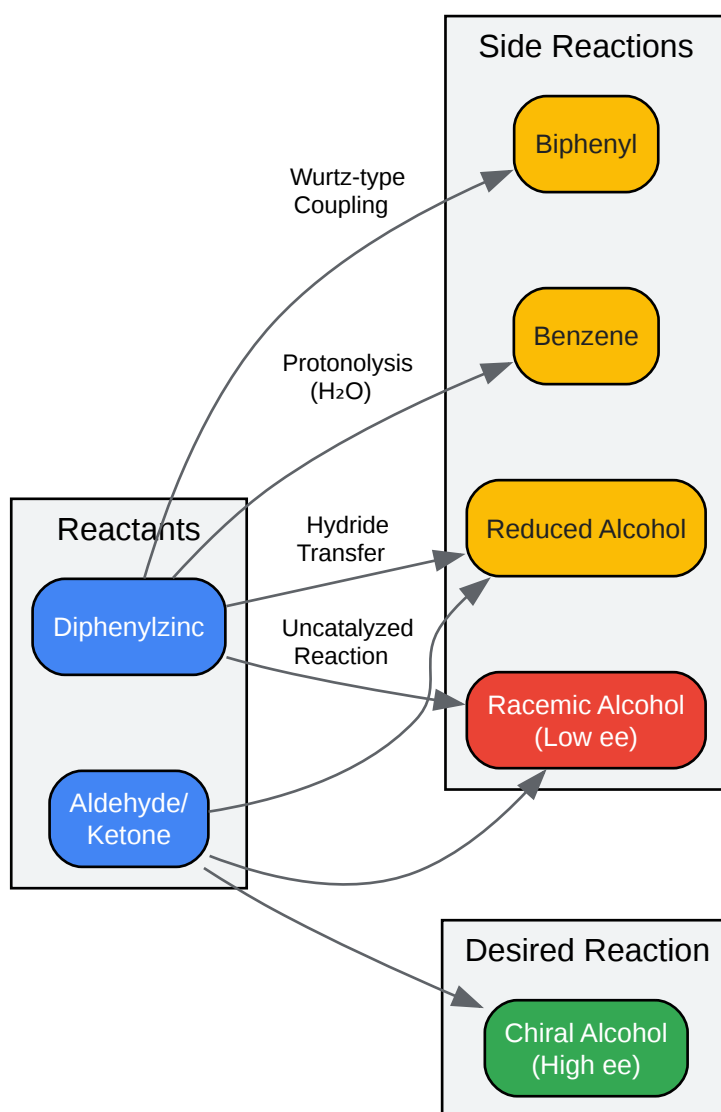 Side Reactions
Biphenyl
Wurtz-type
Coupling
Benzene
Protonolysis
(H₂O)
Reactants
Reduced Alcohol
Hydride
Transfer
Diphenylzinc
Uncatalyzed
Reaction
Racemic Alcohol
(Low ee)
Aldehyde/
Ketone
Desired Reaction
Chiral Alcohol
(High ee)